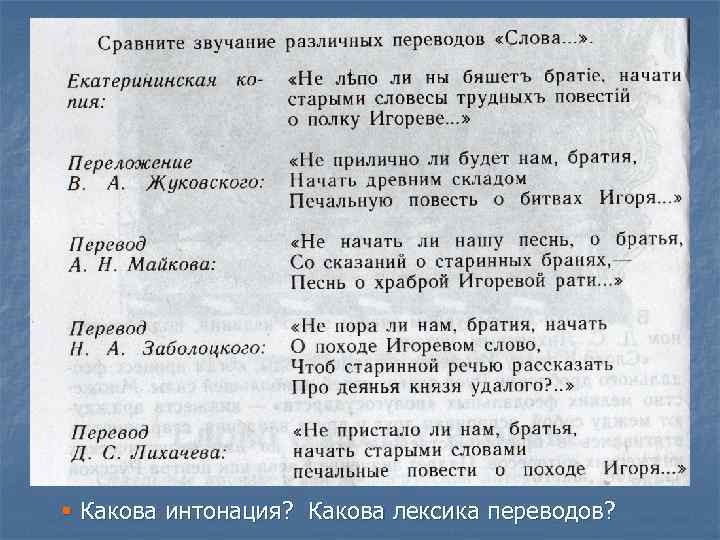 Сравните звучание различных переводов «Слова...».
Екатерининская ко-
пия:
«Не лѣпо ли ны бяшетъ братіе, начати
старыми словесы трудныхъ повестій
о полку Игореве...»
Переложение
В. А. Жуковского:
«Не прилично ли будет нам, братия,
Начать древним складом
Печальную повесть о битвах Игоря...»
Перевод
А. Н. Майкова:
«Не начать ли нашу песнь, о братья,
Со сказаний о старинных бранях,—
Песнь о храброй Игоревой рати...»
Перевод
Н. А. Заболоцкого:
«Не пора ли нам, братия, начать
О походе Игоревом слово,
Чтоб старинной речью рассказать
Про деянья князя удалого?..»
Перевод
Д. С. Лихачева:
«Не пристало ли нам, братья,
начать старыми словами
печальные повести о походе Игоря...»
Какова интонация? Какова лексика переводов?